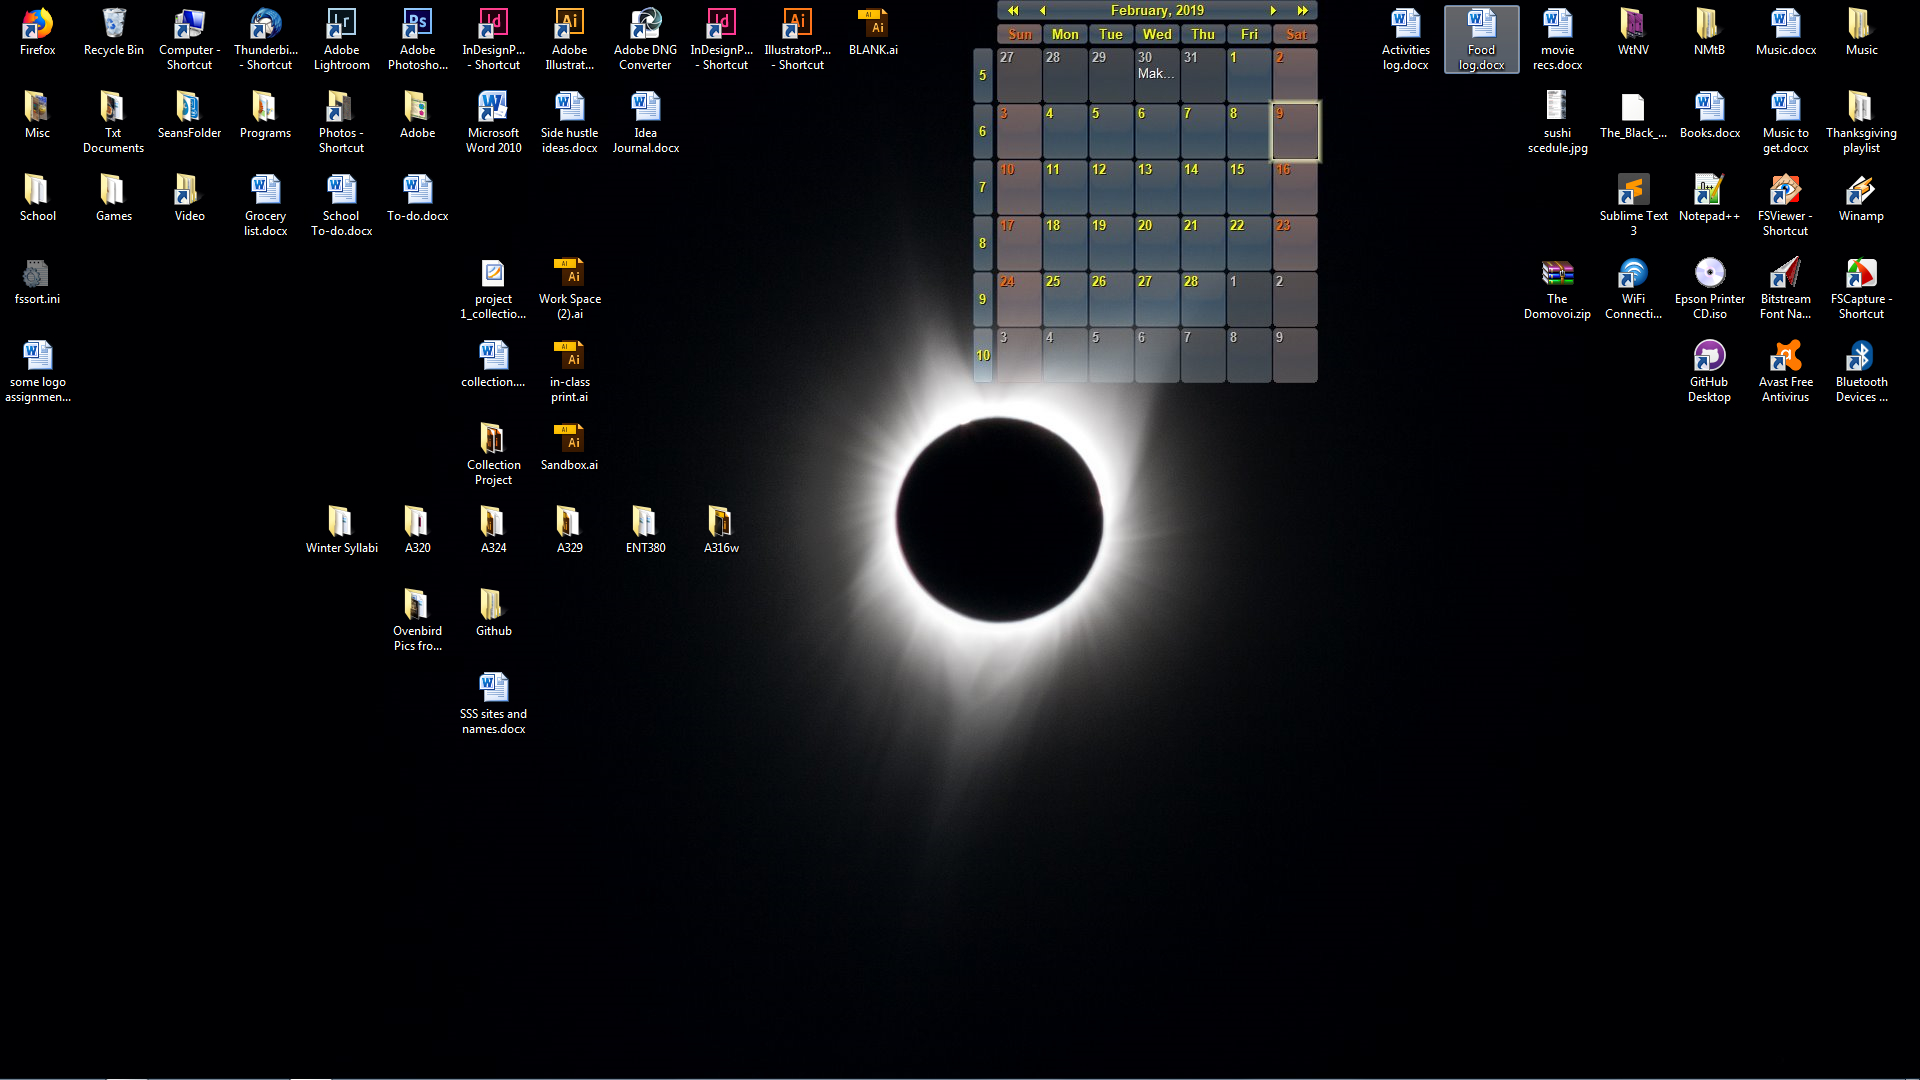 Firefox
Recycle Bin
Computer -
Shortcut
Thunderbi...
- Shortcut
Adobe
Lightroom
Adobe
Photosho...
InDesignP...
- Shortcut
Adobe
Illustrat...
Adobe DNG
Converter
InDesignP...
- Shortcut
IllustratorP...
- Shortcut
BLANK.ai
Misc
Txt
Documents
SeansFolder
Programs
Photos -
Shortcut
Adobe
Microsoft
Word 2010
Side hustle
ideas.docx
Idea
Journal.docx
School
Games
Video
Grocery
list.docx
School
To-do.docx
To-do.docx
fssort.ini
project
1_collectio...
Work Space
(2).ai
some logo
assignmen...
collection....
in-class
print.ai
Collection
Project
Sandbox.ai
Winter Syllabi
A320
A324
A329
ENT380
A316w
Ovenbird
Pics fro...
Github
SSS sites and
names.docx
February, 2019
Sun Mon Tue Wed Thu Fri Sat
5 27 28 29 30 31 1 2
Mak...
6 3 4 5 6 7 8 9
7 10 11 12 13 14 15 16
8 17 18 19 20 21 22 23
9 24 25 26 27 28 1 2
10 3 4 5 6 7 8 9
Activities
log.docx
Food
log.docx
movie
recs.docx
WtNV
NMtB
Music.docx
Music
sushi
scedule.jpg
The_Black_...
Books.docx
Music to
get.docx
Thanksgiving
playlist
Sublime Text
3
Notepad++
FSViewer -
Shortcut
Winamp
The
Domovoi.zip
WiFi
Connecti...
Epson Printer
CD.iso
Bitstream
Font Na...
FSCapture -
Shortcut
GitHub
Desktop
Avast Free
Antivirus
Bluetooth
Devices ...